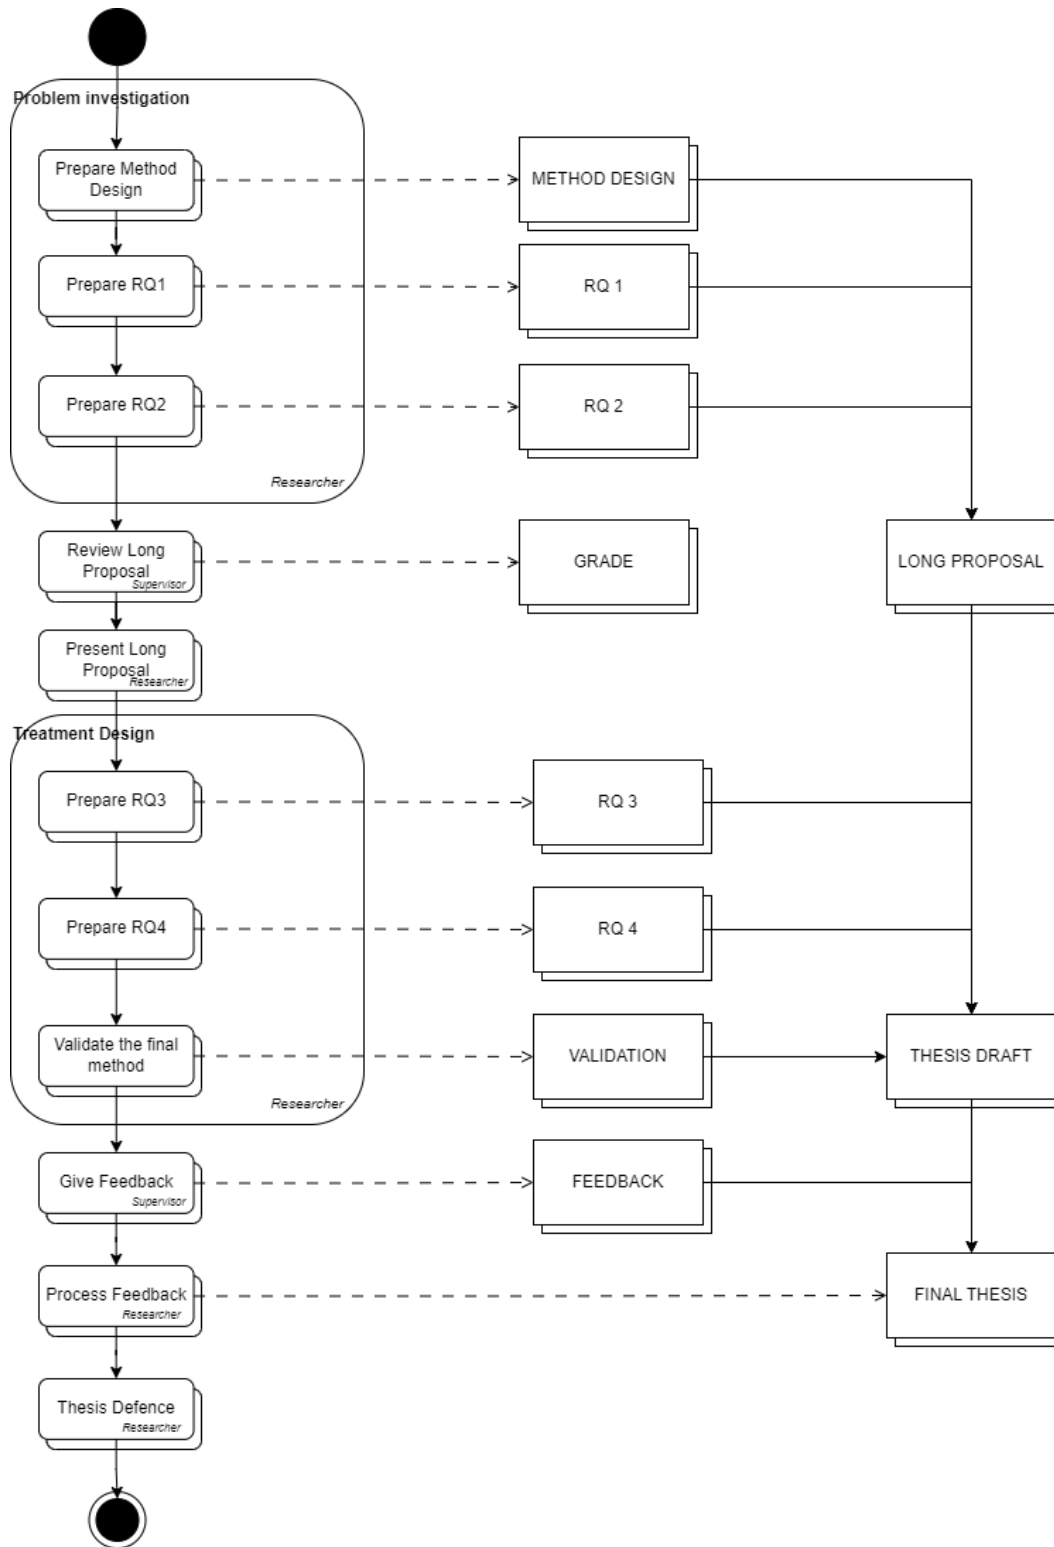 Problem investigation
Prepare Method
Design
METHOD DESIGN
Prepare RQ1
RQ 1
Prepare RQ2
RQ 2
Researcher
Review Long
Proposal
Supervisor
GRADE
LONG PROPOSAL
Present Long
Proposal
Researcher
Treatment Design
Prepare RQ3
RQ 3
Prepare RQ4
RQ 4
Validate the final
method
VALIDATION
THESIS DRAFT
Researcher
Give Feedback
Supervisor
FEEDBACK
Process Feedback
Researcher
FINAL THESIS
Thesis Defence
Researcher